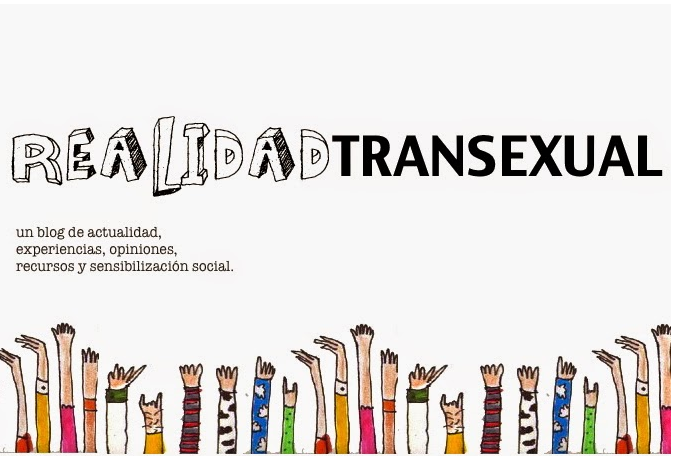 REALIDADTRANSEXUAL
un blog de actualidad,
experiencias, opiniones,
recursos y sensibilización social.